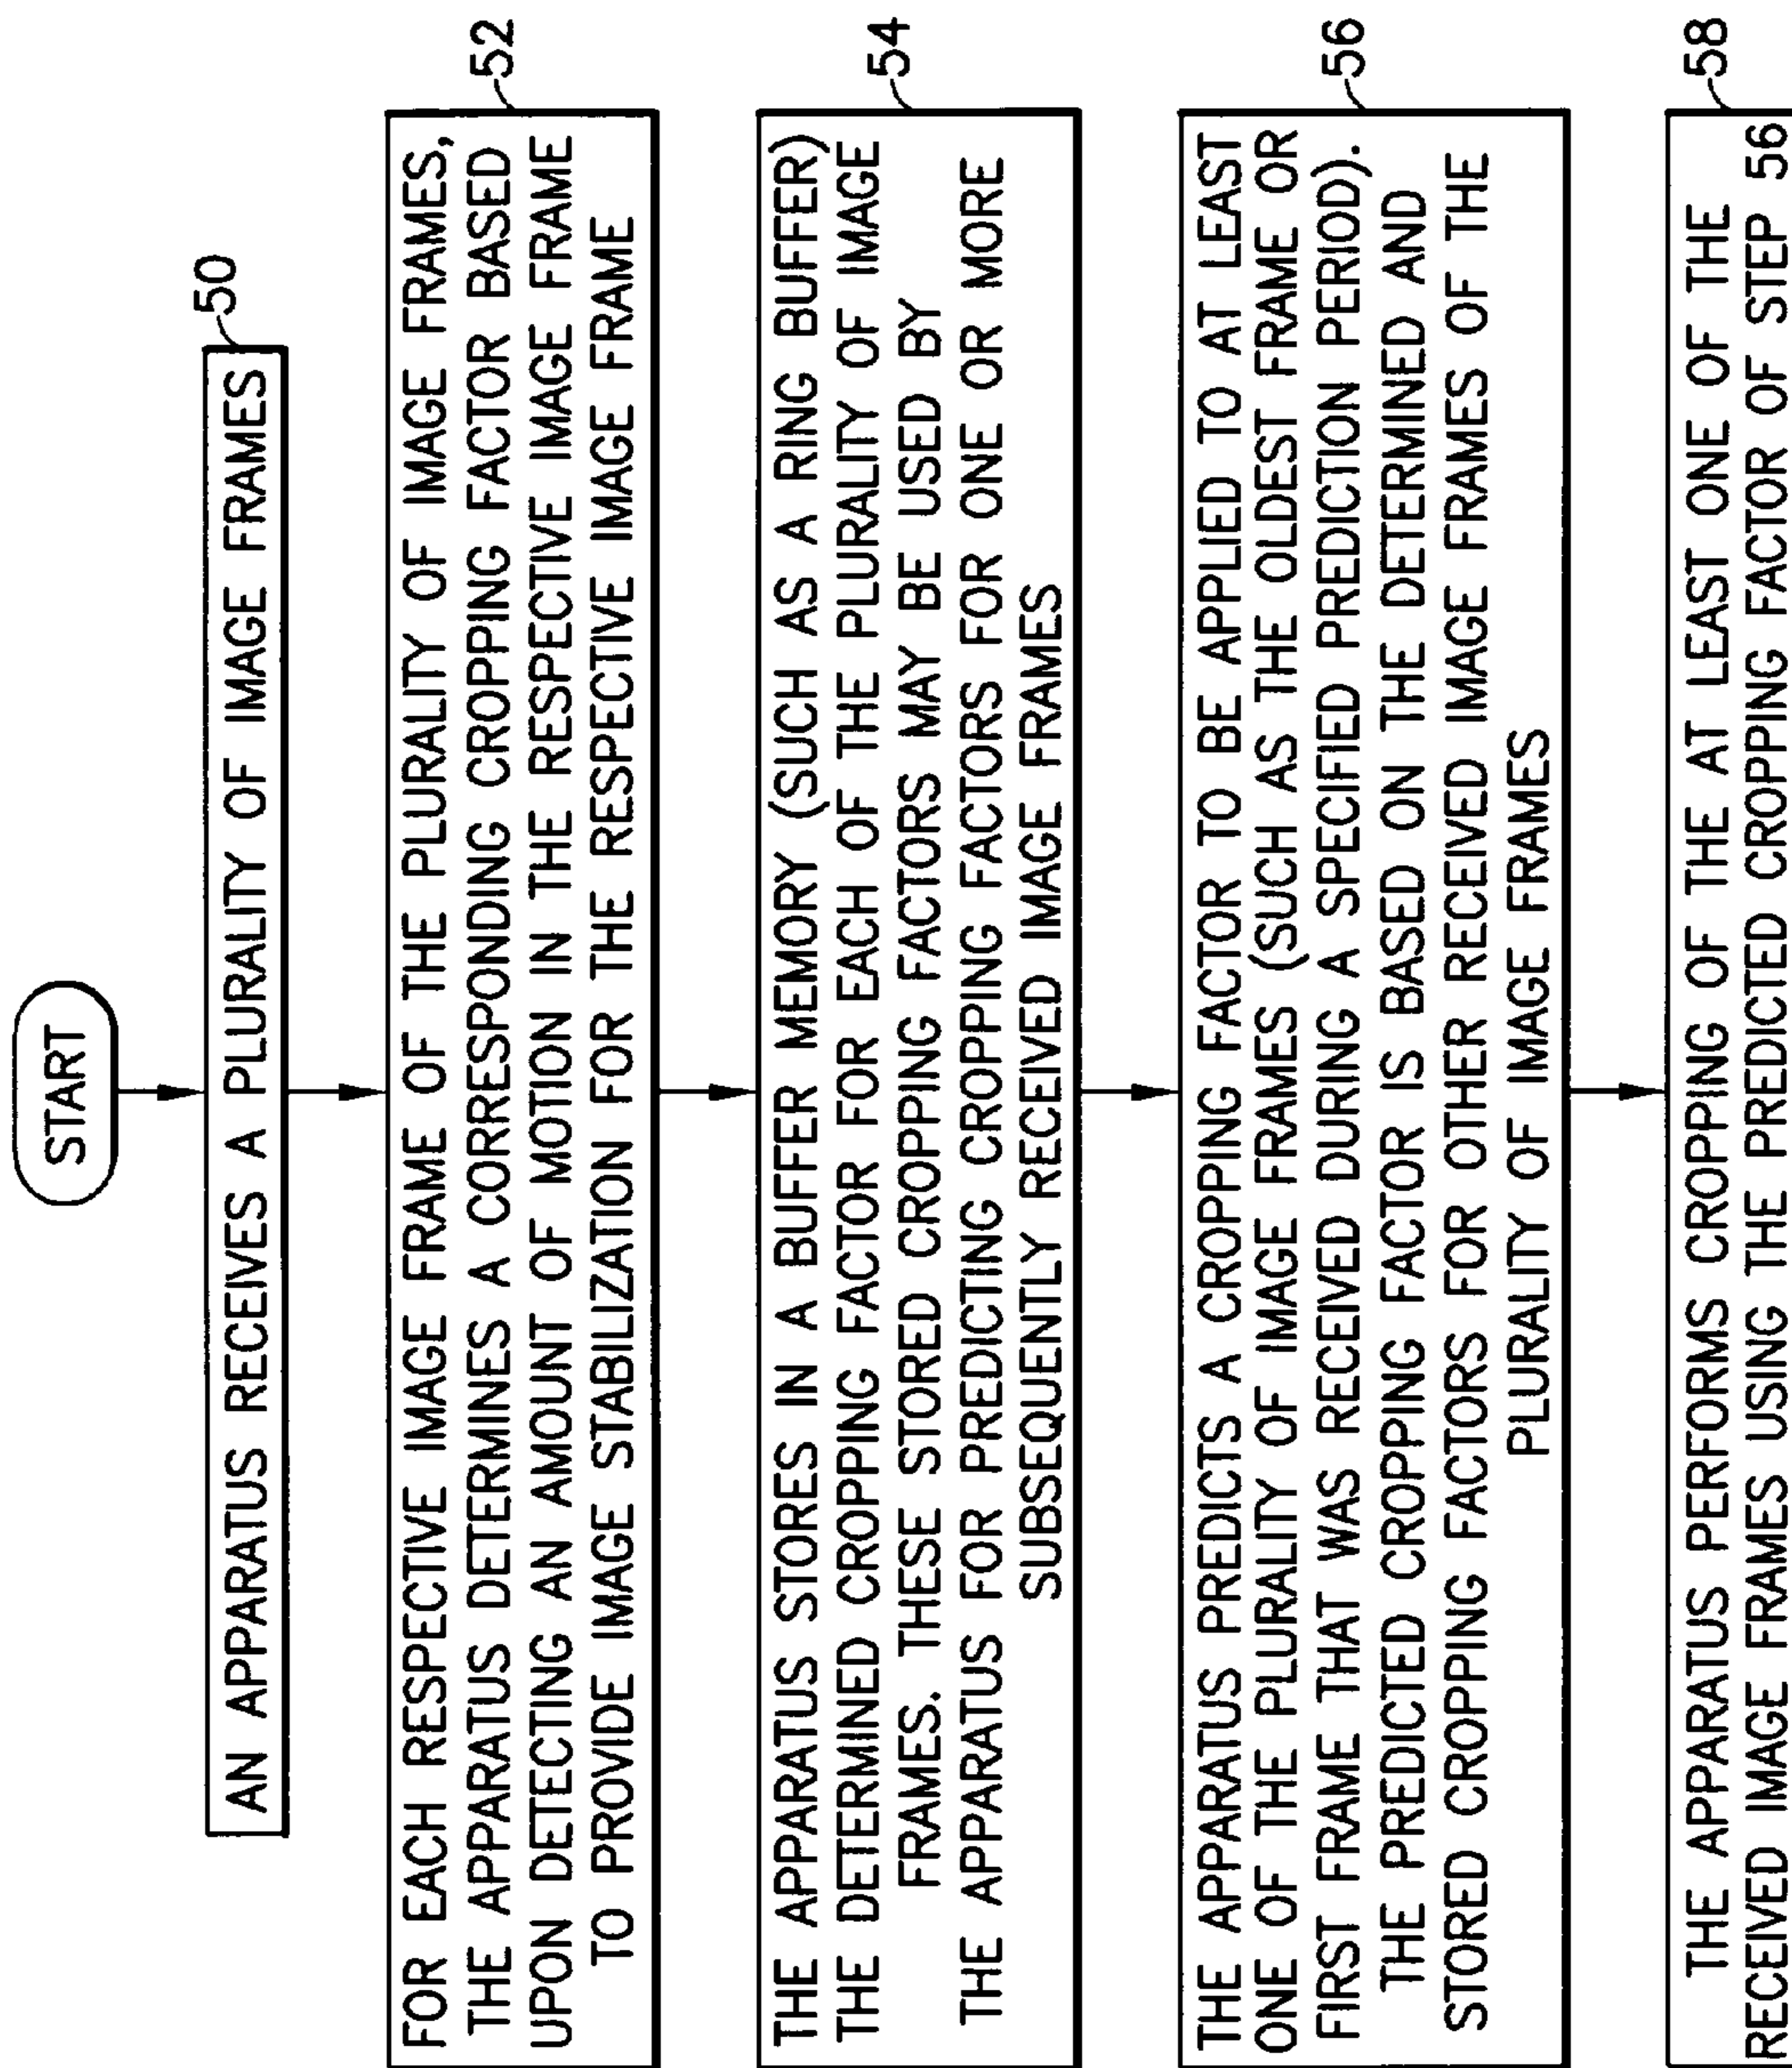 START
50
AN APPARATUS RECEIVES A PLURALITY OF IMAGE FRAMES
52
FOR EACH RESPECTIVE IMAGE FRAME OF THE PLURALITY OF IMAGE FRAMES,
THE APPARATUS DETERMINES A CORRESPONDING CROPPING FACTOR BASED
UPON DETECTING AN AMOUNT OF MOTION IN THE RESPECTIVE IMAGE FRAME
TO PROVIDE IMAGE STABILIZATION FOR THE RESPECTIVE IMAGE FRAME
54
THE APPARATUS STORES IN A BUFFER MEMORY (SUCH AS A RING BUFFER)
THE DETERMINED CROPPING FACTOR FOR EACH OF THE PLURALITY OF IMAGE
FRAMES. THESE STORED CROPPING FACTORS MAY BE USED BY
THE APPARATUS FOR PREDICTING CROPPING FACTORS FOR ONE OR MORE
SUBSEQUENTLY RECEIVED IMAGE FRAMES
56
THE APPARATUS PREDICTS A CROPPING FACTOR TO BE APPLIED TO AT LEAST
ONE OF THE PLURALITY OF IMAGE FRAMES (SUCH AS THE OLDEST FRAME OR
FIRST FRAME THAT WAS RECEIVED DURING A SPECIFIED PREDICTION PERIOD).
THE PREDICTED CROPPING FACTOR IS BASED ON THE DETERMINED AND
STORED CROPPING FACTORS FOR OTHER RECEIVED IMAGE FRAMES OF THE
PLURALITY OF IMAGE FRAMES
58
THE APPARATUS PERFORMS CROPPING OF THE AT LEAST ONE OF THE
RECEIVED IMAGE FRAMES USING THE PREDICTED CROPPING FACTOR OF STEP 56